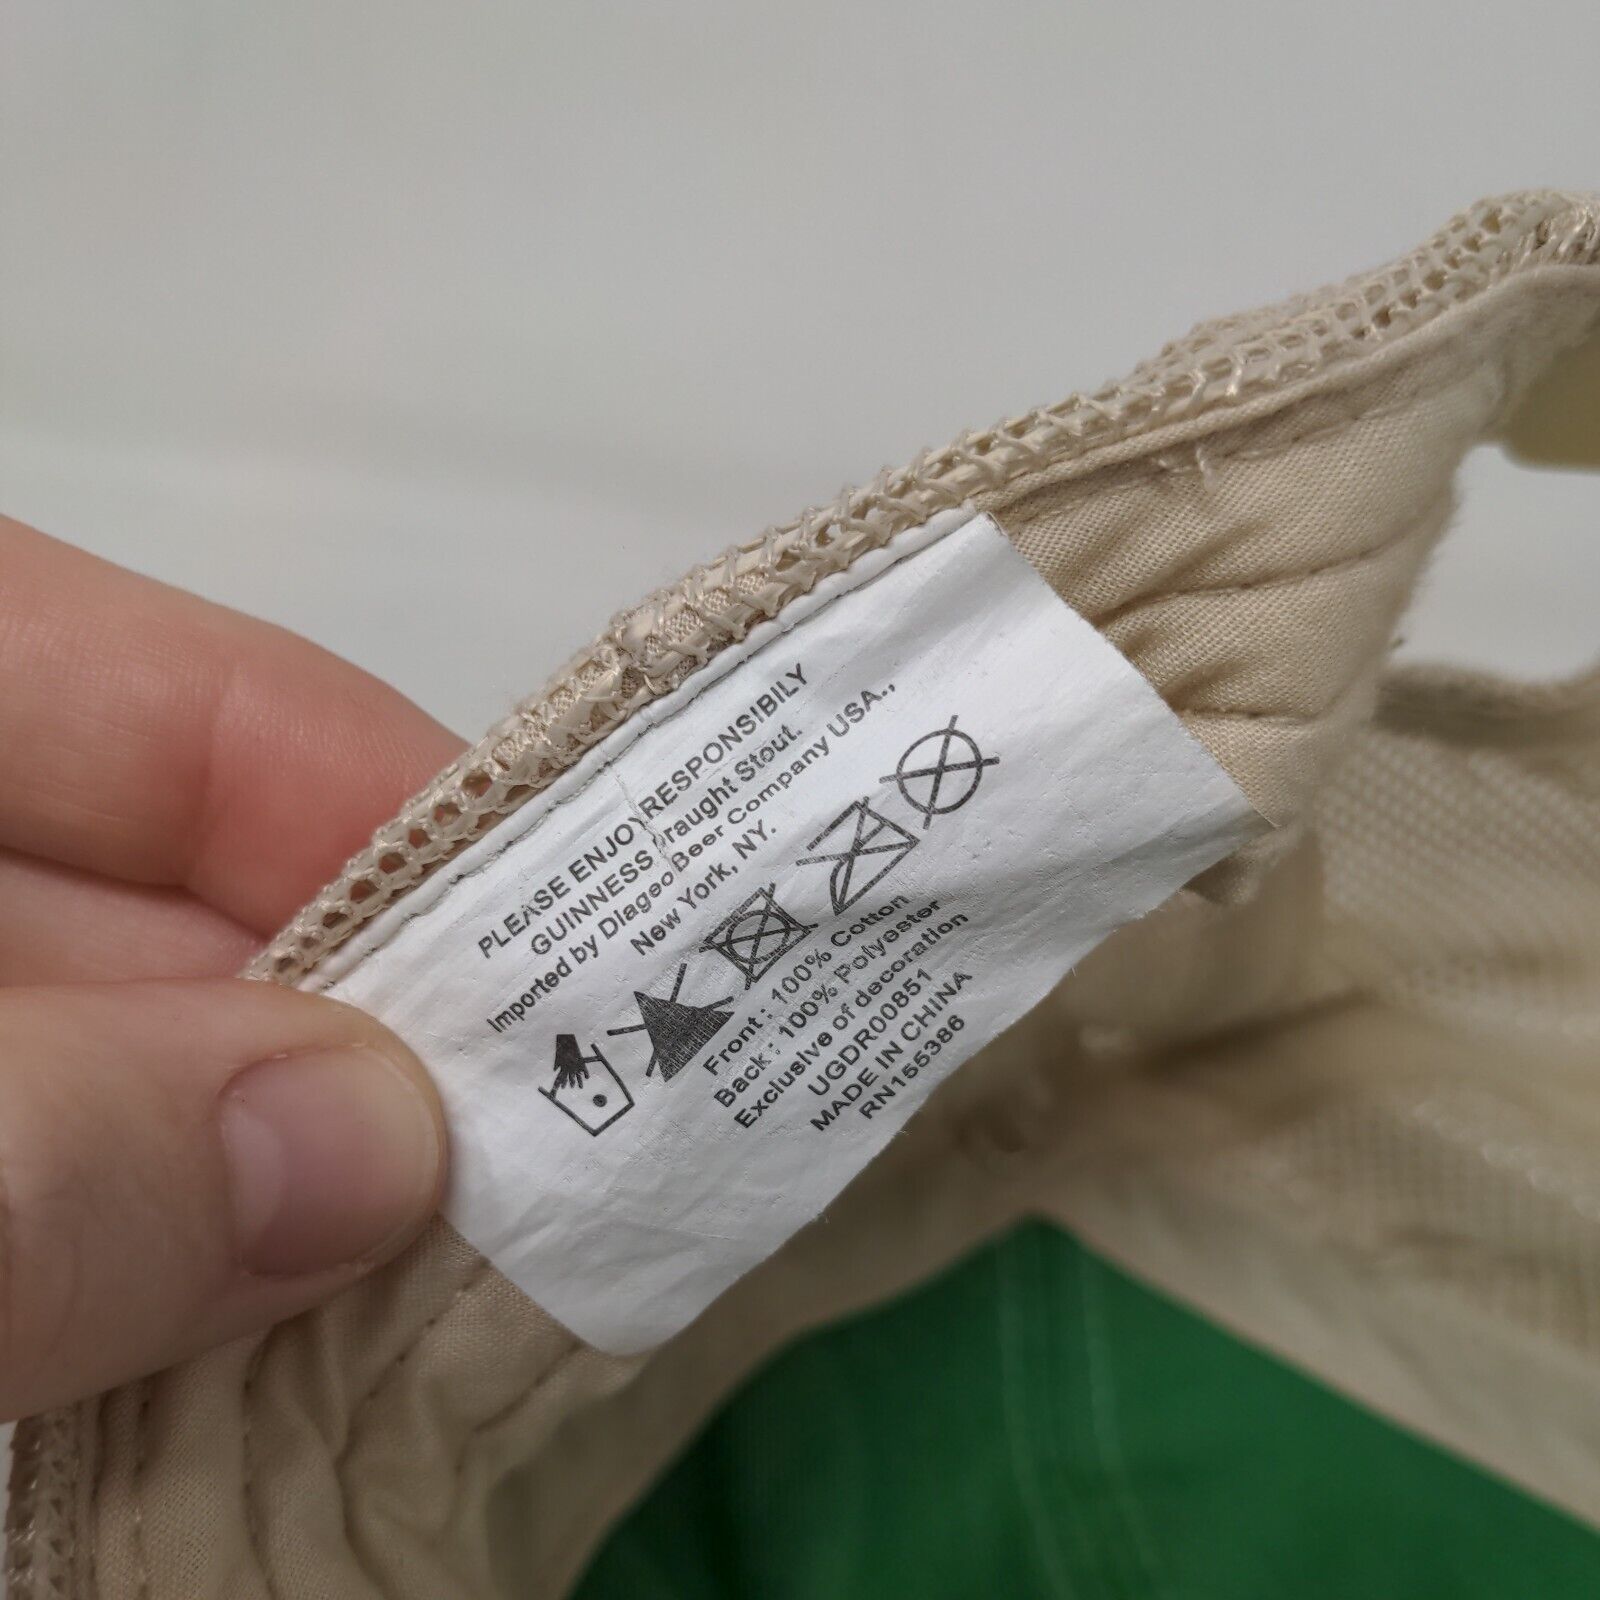 PLEASE ENJOY RESPONSIBILY
GUINNESS Draught Stout.
Imported by Diageo Beer Company USA.,
New York, NY.
Front : 100% Cotton
Back : 100% Polyester
Exclusive of decoration
UGDR00851
MADE IN CHINA
RN155386